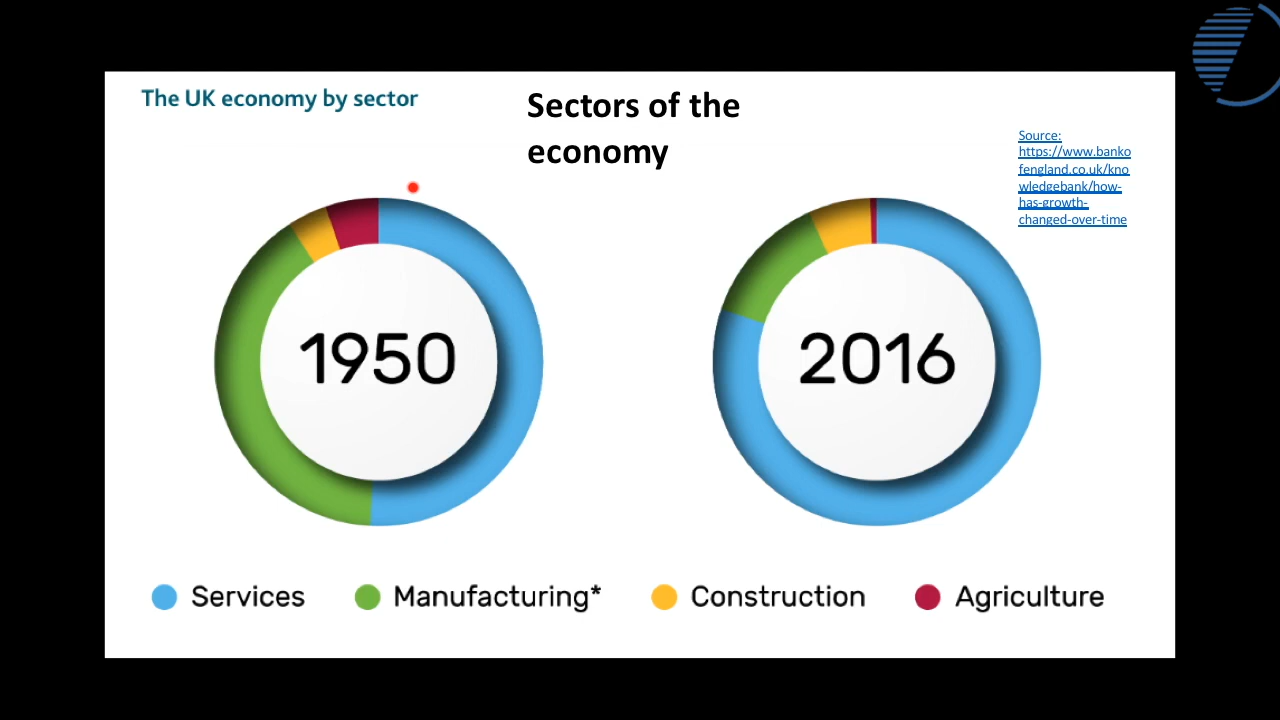 The UK economy by sector
Sectors of the
economy
Source:
https://www.banko
fengland.co.uk/kno
wledgebank/how-
has-growth-
changed-over-time
1950
2016
Services
Manufacturing*
Construction
Agriculture